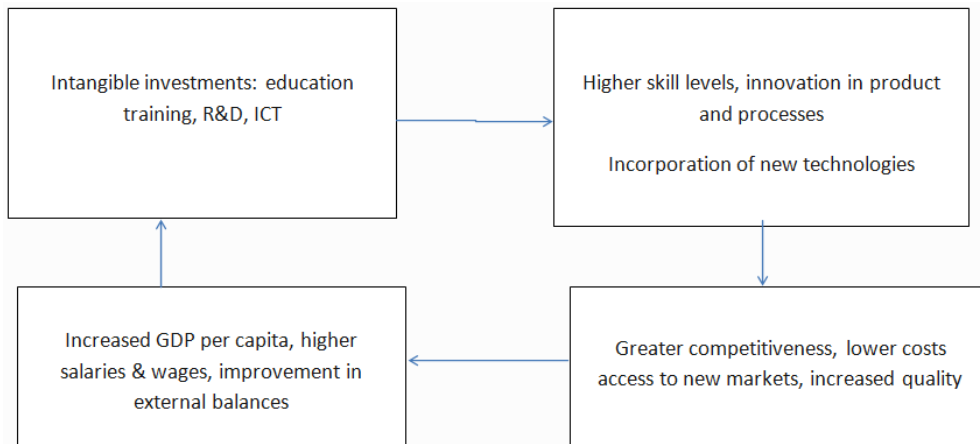 Intangible investments: education
training, R&D, ICT
Higher skill levels, innovation in product
and processes
Incorporation of new technologies
Increased GDP per capita, higher
salaries & wages, improvement in
external balances
Greater competitiveness, lower costs
access to new markets, increased quality